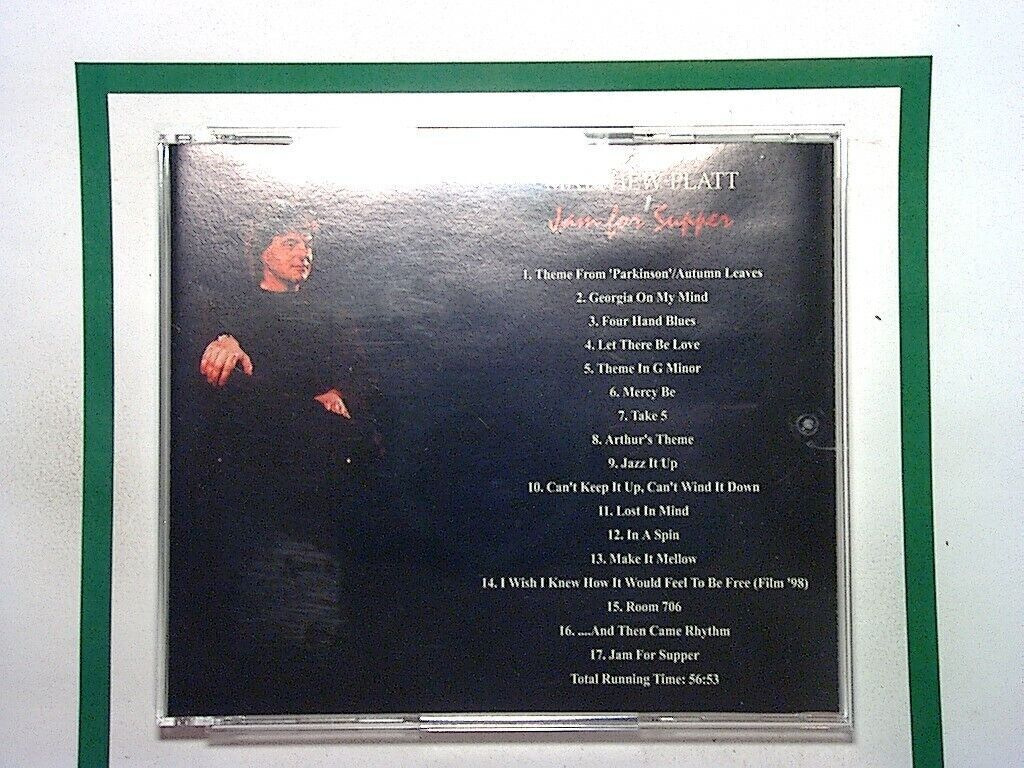 PLATT
Jam for Supper
1. Theme From 'Parkinson'/Autumn Leaves
2. Georgia On My Mind
3. Four Hand Blues
4. Let There Be Love
5. Theme In G Minor
6. Mercy Be
7. Take 5
8. Arthur's Theme
9. Jazz It Up
10. Can't Keep It Up, Can't Wind It Down
11. Lost In Mind
12. In A Spin
13. Make It Mellow
14. I Wish I Knew How It Would Feel To Be Free (Film '98)
15. Room 706
16. ....And Then Came Rhythm
17. Jam For Supper
Total Running Time: 56:53